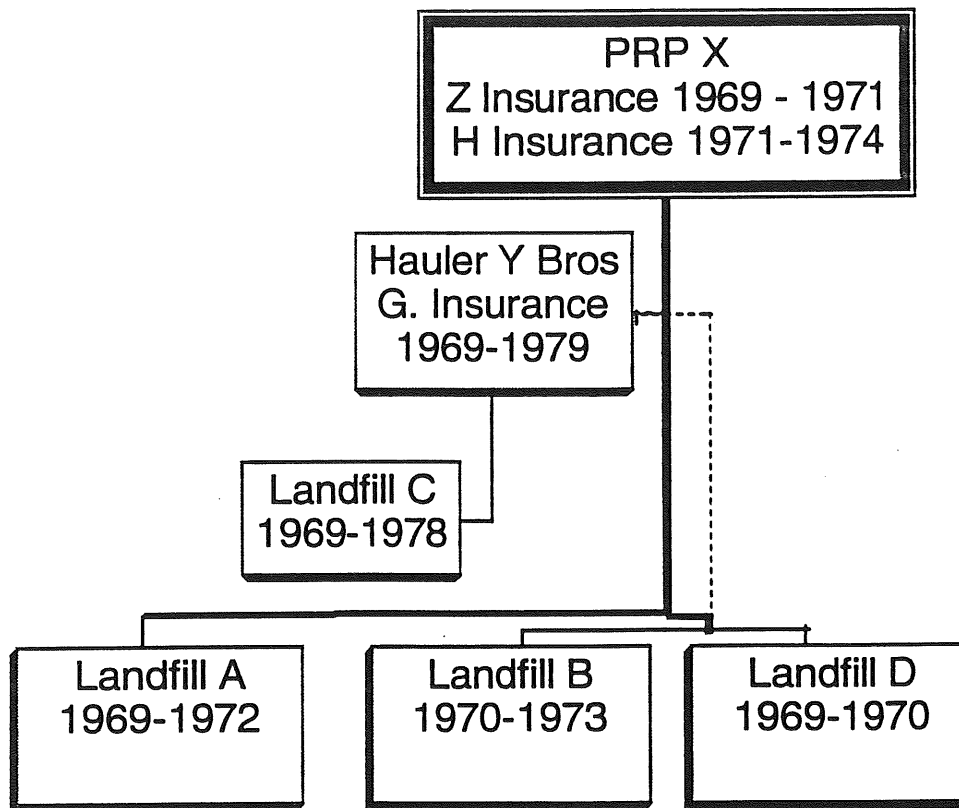 PRP X
Z Insurance 1969 - 1971
H Insurance 1971-1974
Hauler Y Bros
G. Insurance
1969-1979
Landfill C
1969-1978
Landfill A
1969-1972
Landfill B
1970-1973
Landfill D
1969-1970